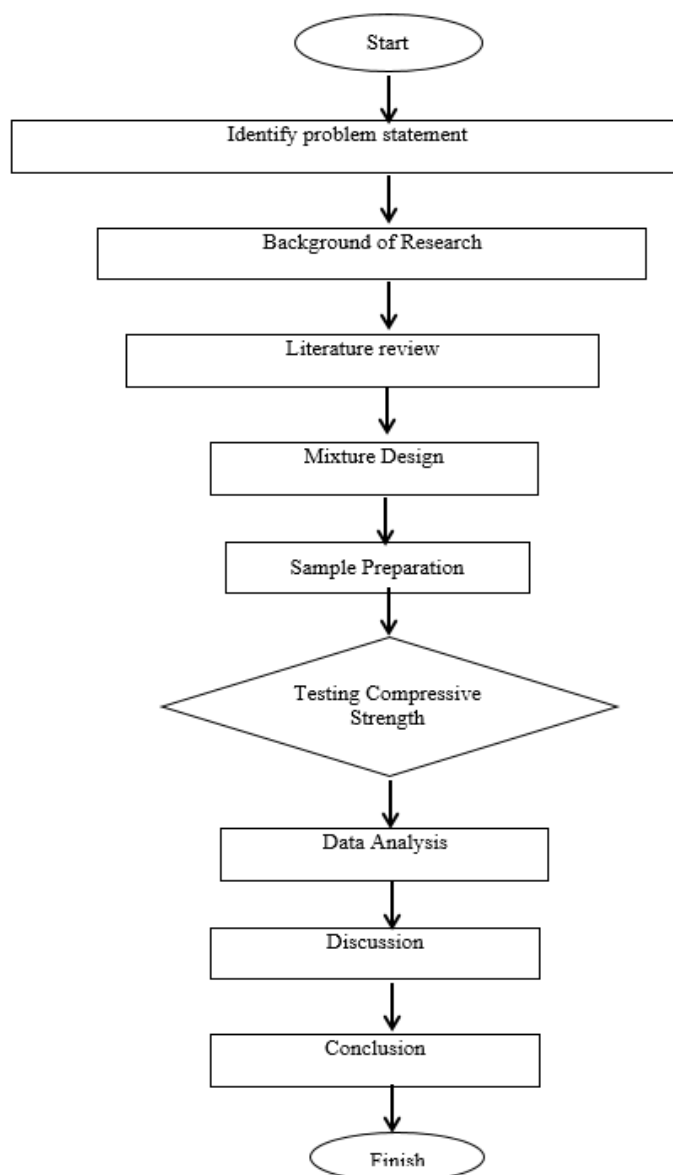 Start
Identify problem statement
Background of Research
Literature review
Mixture Design
Sample Preparation
Testing Compressive
Strength
Data Analysis
Discussion
Conclusion
Finish